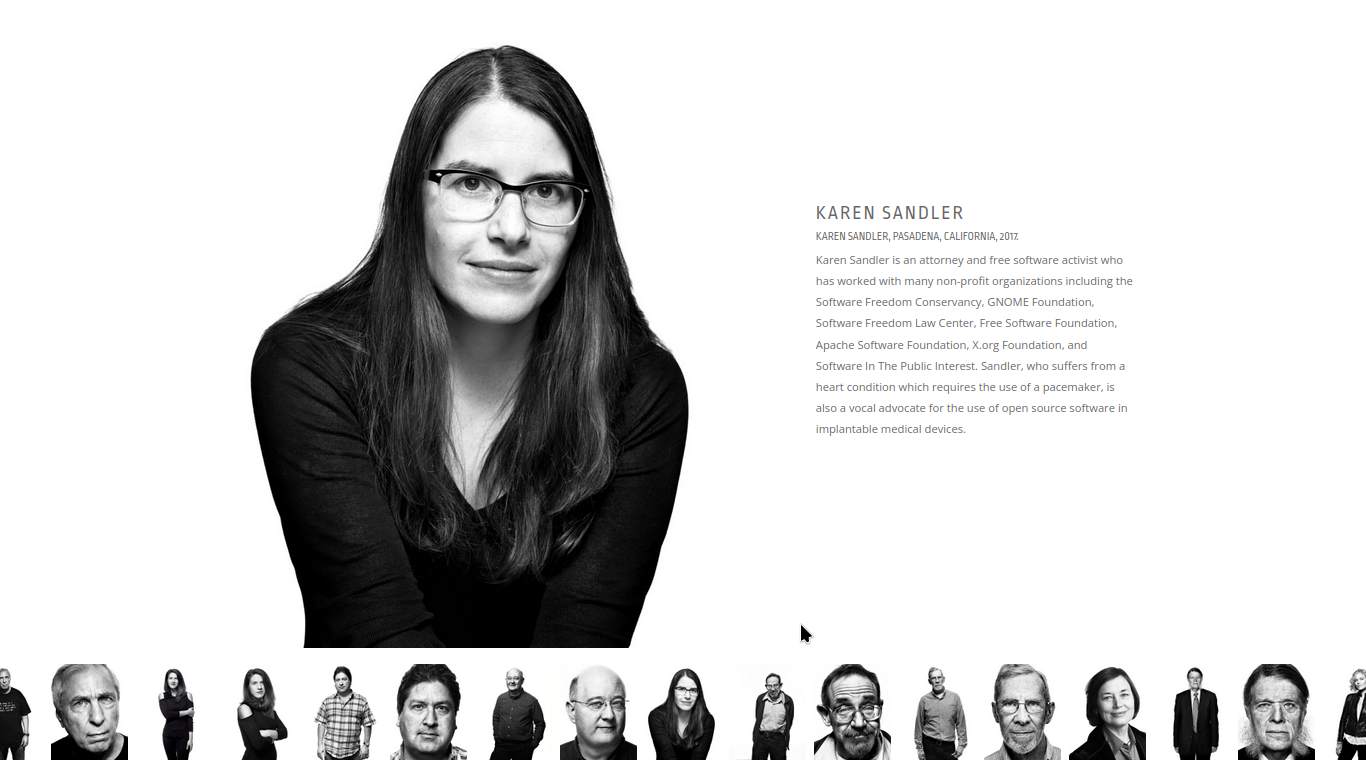 KAREN SANDLER
KAREN SANDLER, PASADENA, CALIFORNIA, 2017.
Karen Sandler is an attorney and free software activist who
has worked with many non-profit organizations including the
Software Freedom Conservancy, GNOME Foundation,
Software Freedom Law Center, Free Software Foundation,
Apache Software Foundation, X.org Foundation, and
Software In The Public Interest. Sandler, who suffers from a
heart condition which requires the use of a pacemaker, is
also a vocal advocate for the use of open source software in
implantable medical devices.